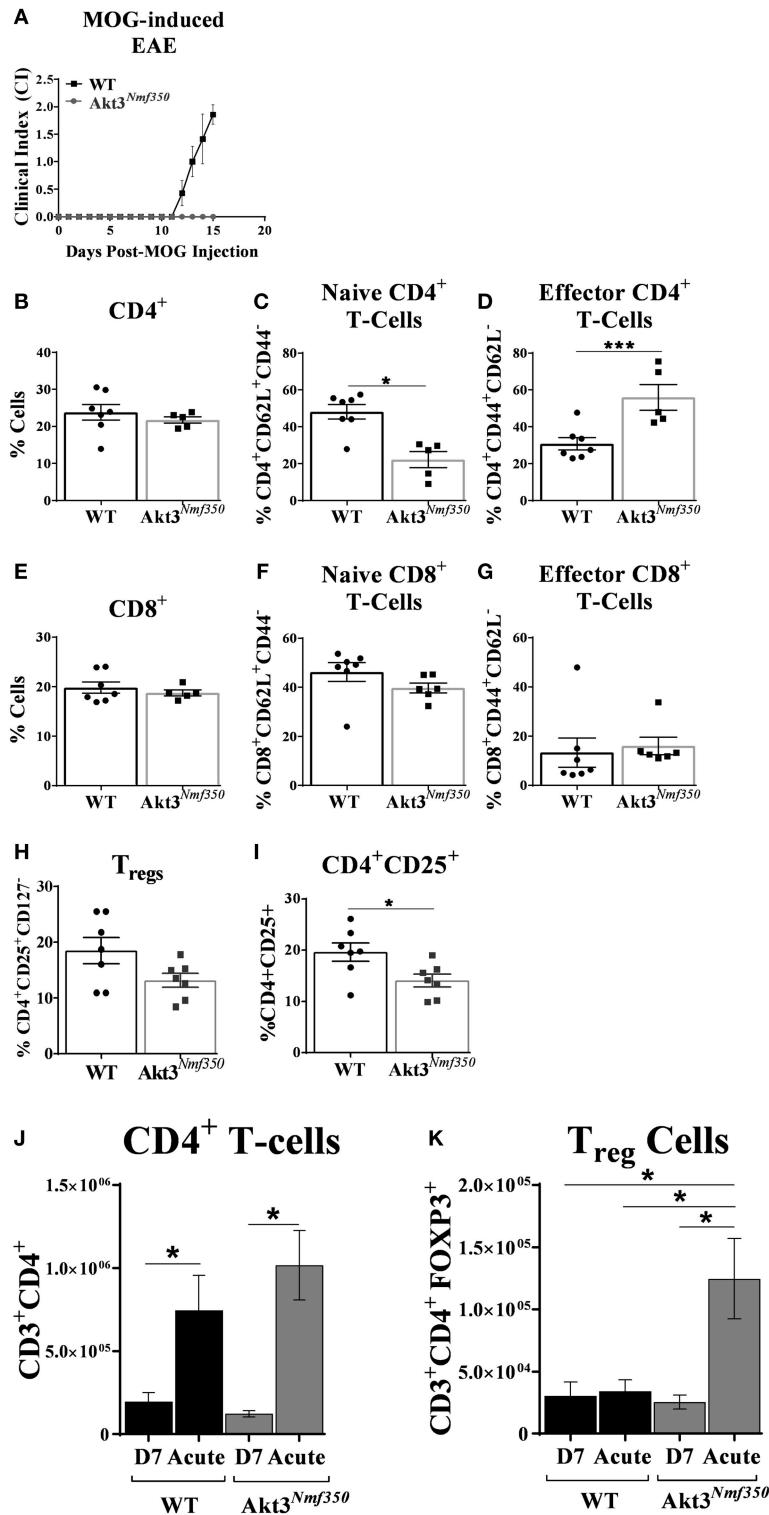 A
MOG-induced
EAE
WT
Akt3Nmf350
Clinical Index (CI)
2.5
2.0
1.5
1.0
0.5
0.0
0 5 10 15 20
Days Post-MOG Injection
B
CD4+
% Cells
40
30
20
10
0
WT Akt3Nmf350
C
Naive CD4+
T-Cells
% CD4+CD62L+CD44-
80
60
40
20
0
*
WT Akt3Nmf350
D
Effector CD4+
T-Cells
% CD4+CD44+CD62L-
80
60
40
20
0
***
WT Akt3Nmf350
E
CD8+
% Cells
30
20
10
0
WT Akt3Nmf350
F
Naive CD8+
T-Cells
% CD8+CD62L+CD44-
60
40
20
0
WT Akt3Nmf350
G
Effector CD8+
T-Cells
% CD8+CD44+CD62L-
60
40
20
0
WT Akt3Nmf350
H
Tregs
% CD4+CD25+CD127-
30
20
10
0
WT Akt3Nmf350
I
CD4+CD25+
%CD4+CD25+
30
20
10
0
*
WT Akt3Nmf350
J
CD4+ T-cells
CD3+CD4+
1.5×10^06
1.0×10^06
5.0×10^05
0
*
*
D7 Acute D7 Acute
WT Akt3Nmf350
K
Treg Cells
CD3+CD4+FOXP3+
2.0×10^05
1.5×10^05
1.0×10^05
5.0×10^04
0
*
*
*
D7 Acute D7 Acute
WT Akt3Nmf350